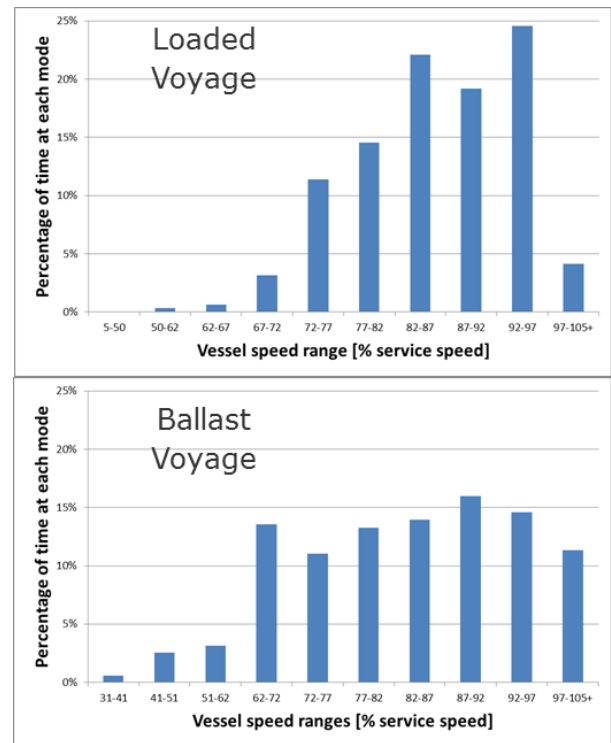 Loaded
Voyage
Percentage of time at each mode
25%
20%
15%
10%
5%
0%
5-50 50-62 62-67 67-72 72-77 77-82 82-87 87-92 92-97 97-105+
Vessel speed range [% service speed]
Ballast
Voyage
Percentage of time at each mode
25%
20%
15%
10%
5%
0%
31-41 41-51 51-62 62-72 72-77 77-82 82-87 87-92 92-97 97-105+
Vessel speed ranges [% service speed]